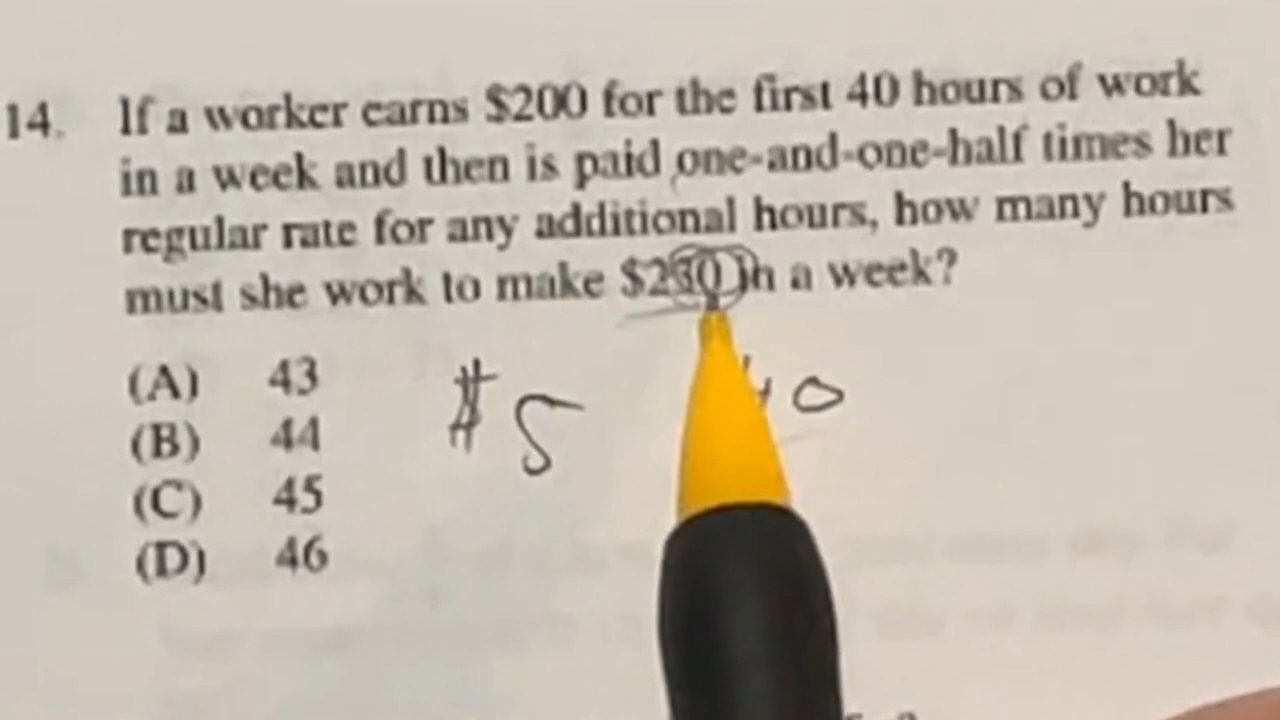 14. If a worker earns $200 for the first 40 hours of work
in a week and then is paid one-and-one-half times her
regular rate for any additional hours, how many hours
must she work to make $230 in a week?
(A) 43
(B) 44
(C) 45
(D) 46
$5
40